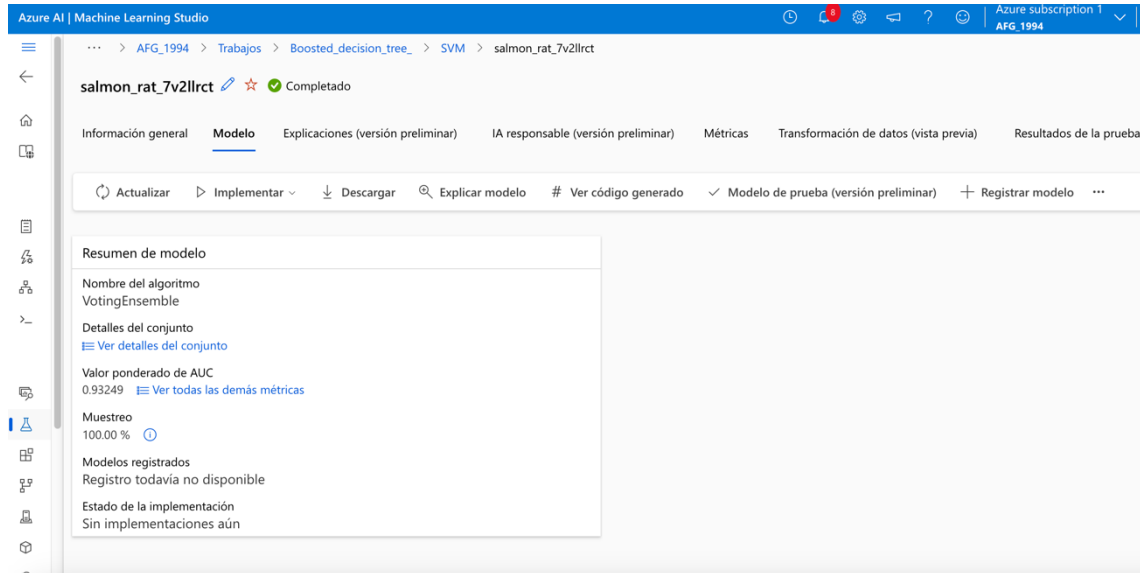 Azure AI | Machine Learning Studio
8
Azure subscription 1
AFG_1994
··· > AFG_1994 > Trabajos > Boosted_decision_tree_ > SVM > salmon_rat_7v2llrct
salmon_rat_7v2llrct Completado
Información general Modelo Explicaciones (versión preliminar) IA responsable (versión preliminar) Métricas Transformación de datos (vista previa) Resultados de la prueba
Actualizar Implementar Descargar Explicar modelo # Ver código generado Modelo de prueba (versión preliminar) Registrar modelo ···
Resumen de modelo
Nombre del algoritmo
VotingEnsemble
Detalles del conjunto
Ver detalles del conjunto
Valor ponderado de AUC
0.93249 Ver todas las demás métricas
Muestreo
100.00 %
Modelos registrados
Registro todavía no disponible
Estado de la implementación
Sin implementaciones aún